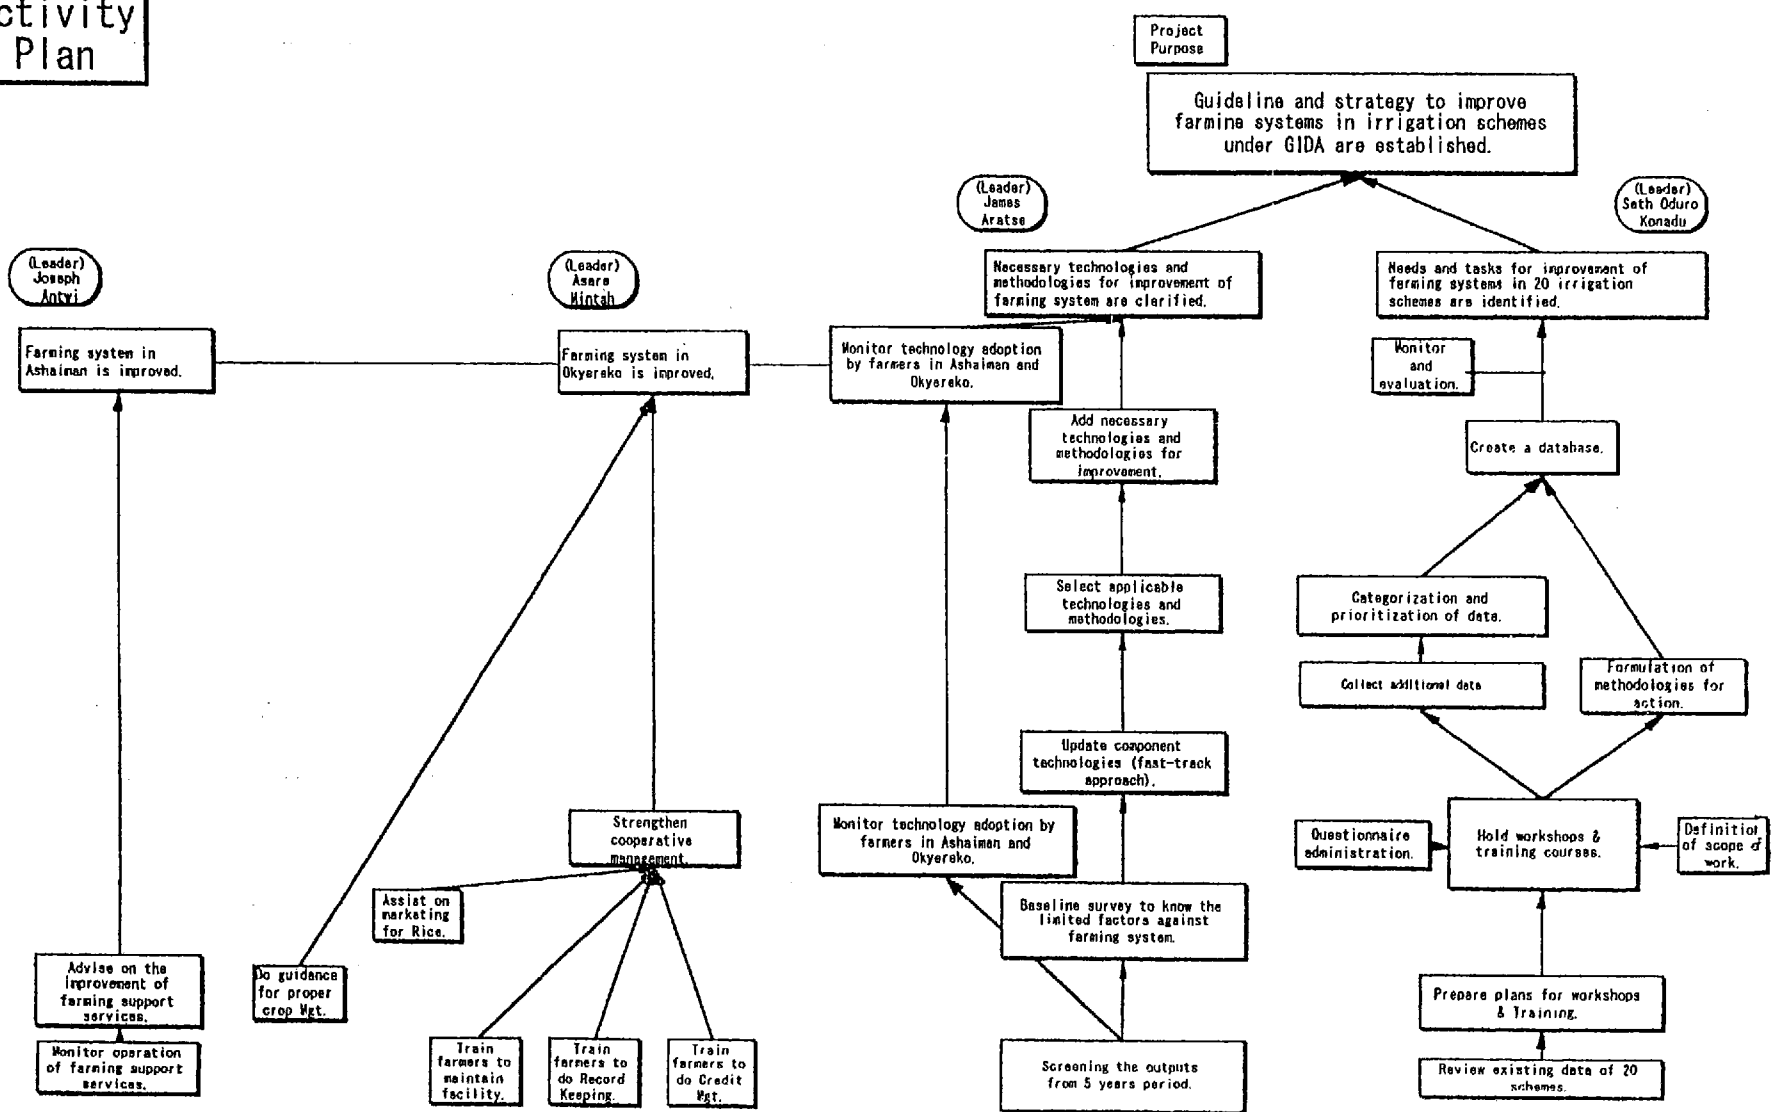 ctivity
Plan
Project
Purpose
Guideline and strategy to improve
farmine systems in irrigation schemes
under GIDA are established.
(Leader)
James
Aratse
(Leader)
Seth Oduro
Konadu
(Leader)
Joseph
Antwi
(Leader)
Asare
Mintah
Necessary technologies and
methodologies for improvement of
farming system are clarified.
Needs and tasks for improvement of
farming systems in 20 irrigation
schemes are identified.
Farming system in
Ashaiman is improved.
Farming system in
Okyereko is improved.
Monitor technology adoption
by farmers in Ashaiman and
Okyereko.
Monitor
and
evaluation.
Add necessary
technologies and
methodologies for
improvement.
Create a database.
Select applicable
technologies and
methodologies.
Categorization and
prioritization of data.
Collect additional data
Formulation of
methodologies for
action.
Update component
technologies (fast-track
approach).
Strengthen
cooperative
management.
Monitor technology adoption by
farmers in Ashaiman and
Okyereko.
Questionnaire
administration.
Hold workshops &
training courses.
Definition
of scope of
work.
Assist on
marketing
for Rice.
Baseline survey to know the
limited factors against
farming system.
Advise on the
improvement of
farming support
services.
Do guidance
for proper
crop Mgt.
Prepare plans for workshops
& Training.
Monitor operation
of farming support
services.
Train
farmers to
maintain
facility.
Train
farmers to
do Record
Keeping.
Train
farmers to
do Credit
Mgt.
Screening the outputs
from 5 years period.
Review existing data of 20
schemes.